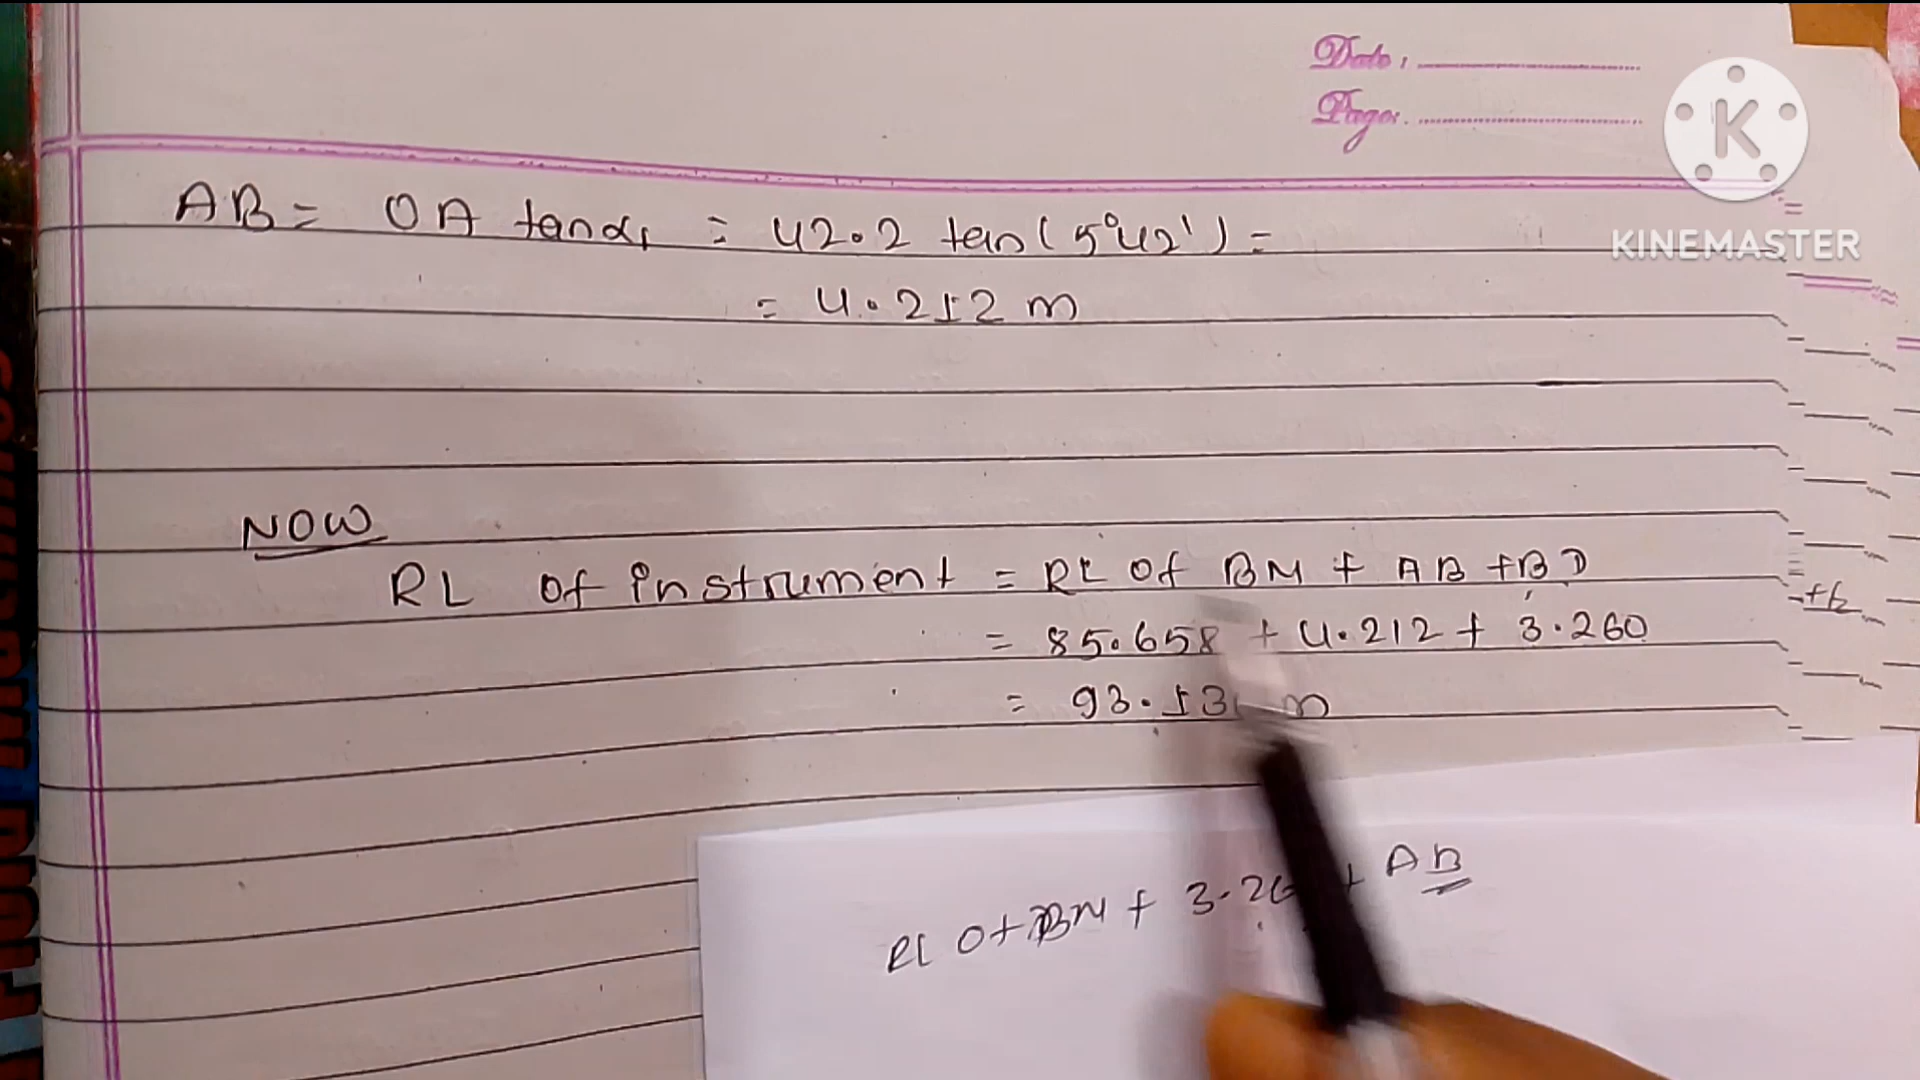 Date:
Page:
K
KINEMASTER
AB = OA tanα₁ = 42.2 tan(5°42') =
= 4.212 m
NOW
RL of instrument = RL of BM + AB + BD
= 85.658 + 4.212 + 3.260
= 93.13 m
RL Of BM + 3.26 + AB